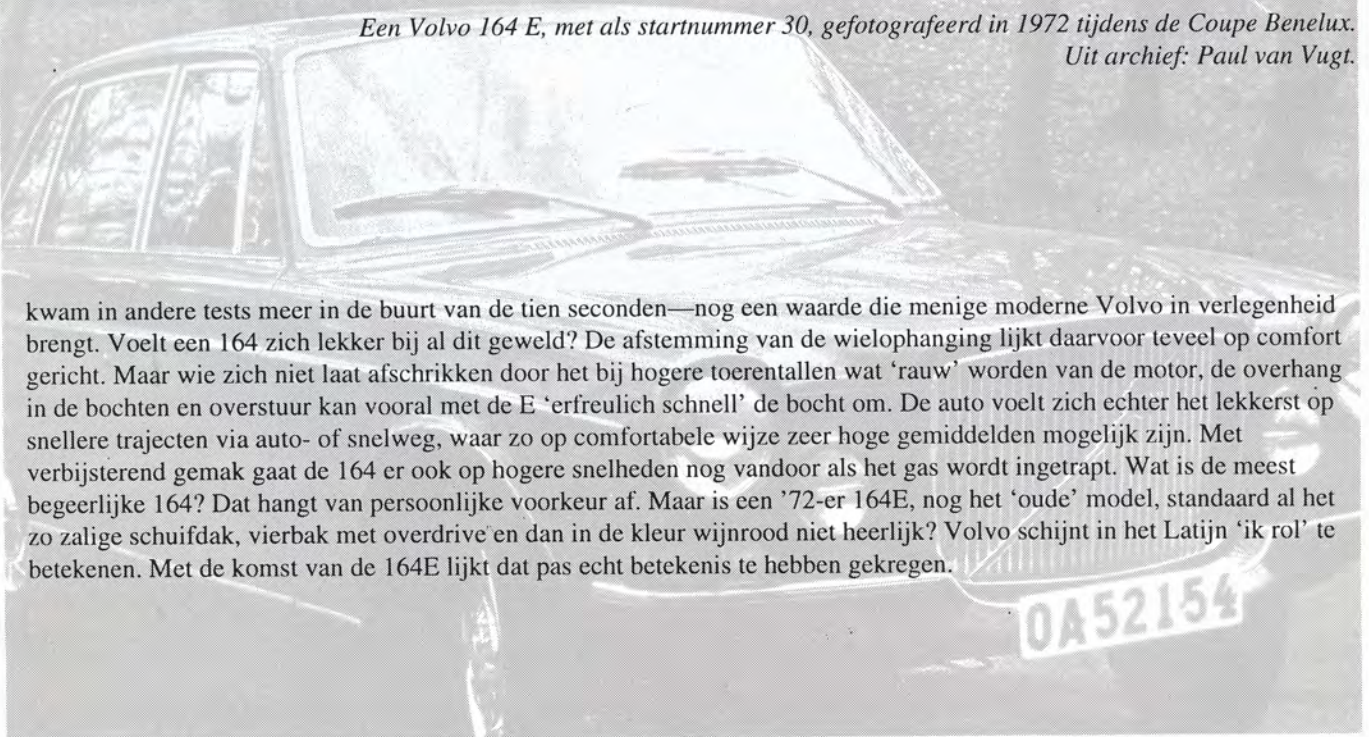 Een Volvo 164 E, met als startnummer 30, gefotografeerd in 1972 tijdens de Coupe Benelux.
Uit archief: Paul van Vugt.
kwam in andere tests meer in de buurt van de tien seconden—nog een waarde die menige moderne Volvo in verlegenheid
brengt. Voelt een 164 zich lekker bij al dit geweld? De afstemming van de wielophanging lijkt daarvoor teveel op comfort
gericht. Maar wie zich niet laat afschrikken door het bij hogere toerentallen wat ‘rauw’ worden van de motor, de overhang
in de bochten en overstuur kan vooral met de E ‘erfreulich schnell’ de bocht om. De auto voelt zich echter het lekkerst op
snellere trajecten via auto- of snelweg, waar zo op comfortabele wijze zeer hoge gemiddelden mogelijk zijn. Met
verbijsterend gemak gaat de 164 er ook op hogere snelheden nog vandoor als het gas wordt ingetrapt. Wat is de meest
begeerlijke 164? Dat hangt van persoonlijke voorkeur af. Maar is een ’72-er 164E, nog het ‘oude’ model, standaard al het
zo zalige schuifdak, vierbak met overdrive en dan in de kleur wijnrood niet heerlijk? Volvo schijnt in het Latijn ‘ik rol’ te
betekenen. Met de komst van de 164E lijkt dat pas echt betekenis te hebben gekregen.
OA52154